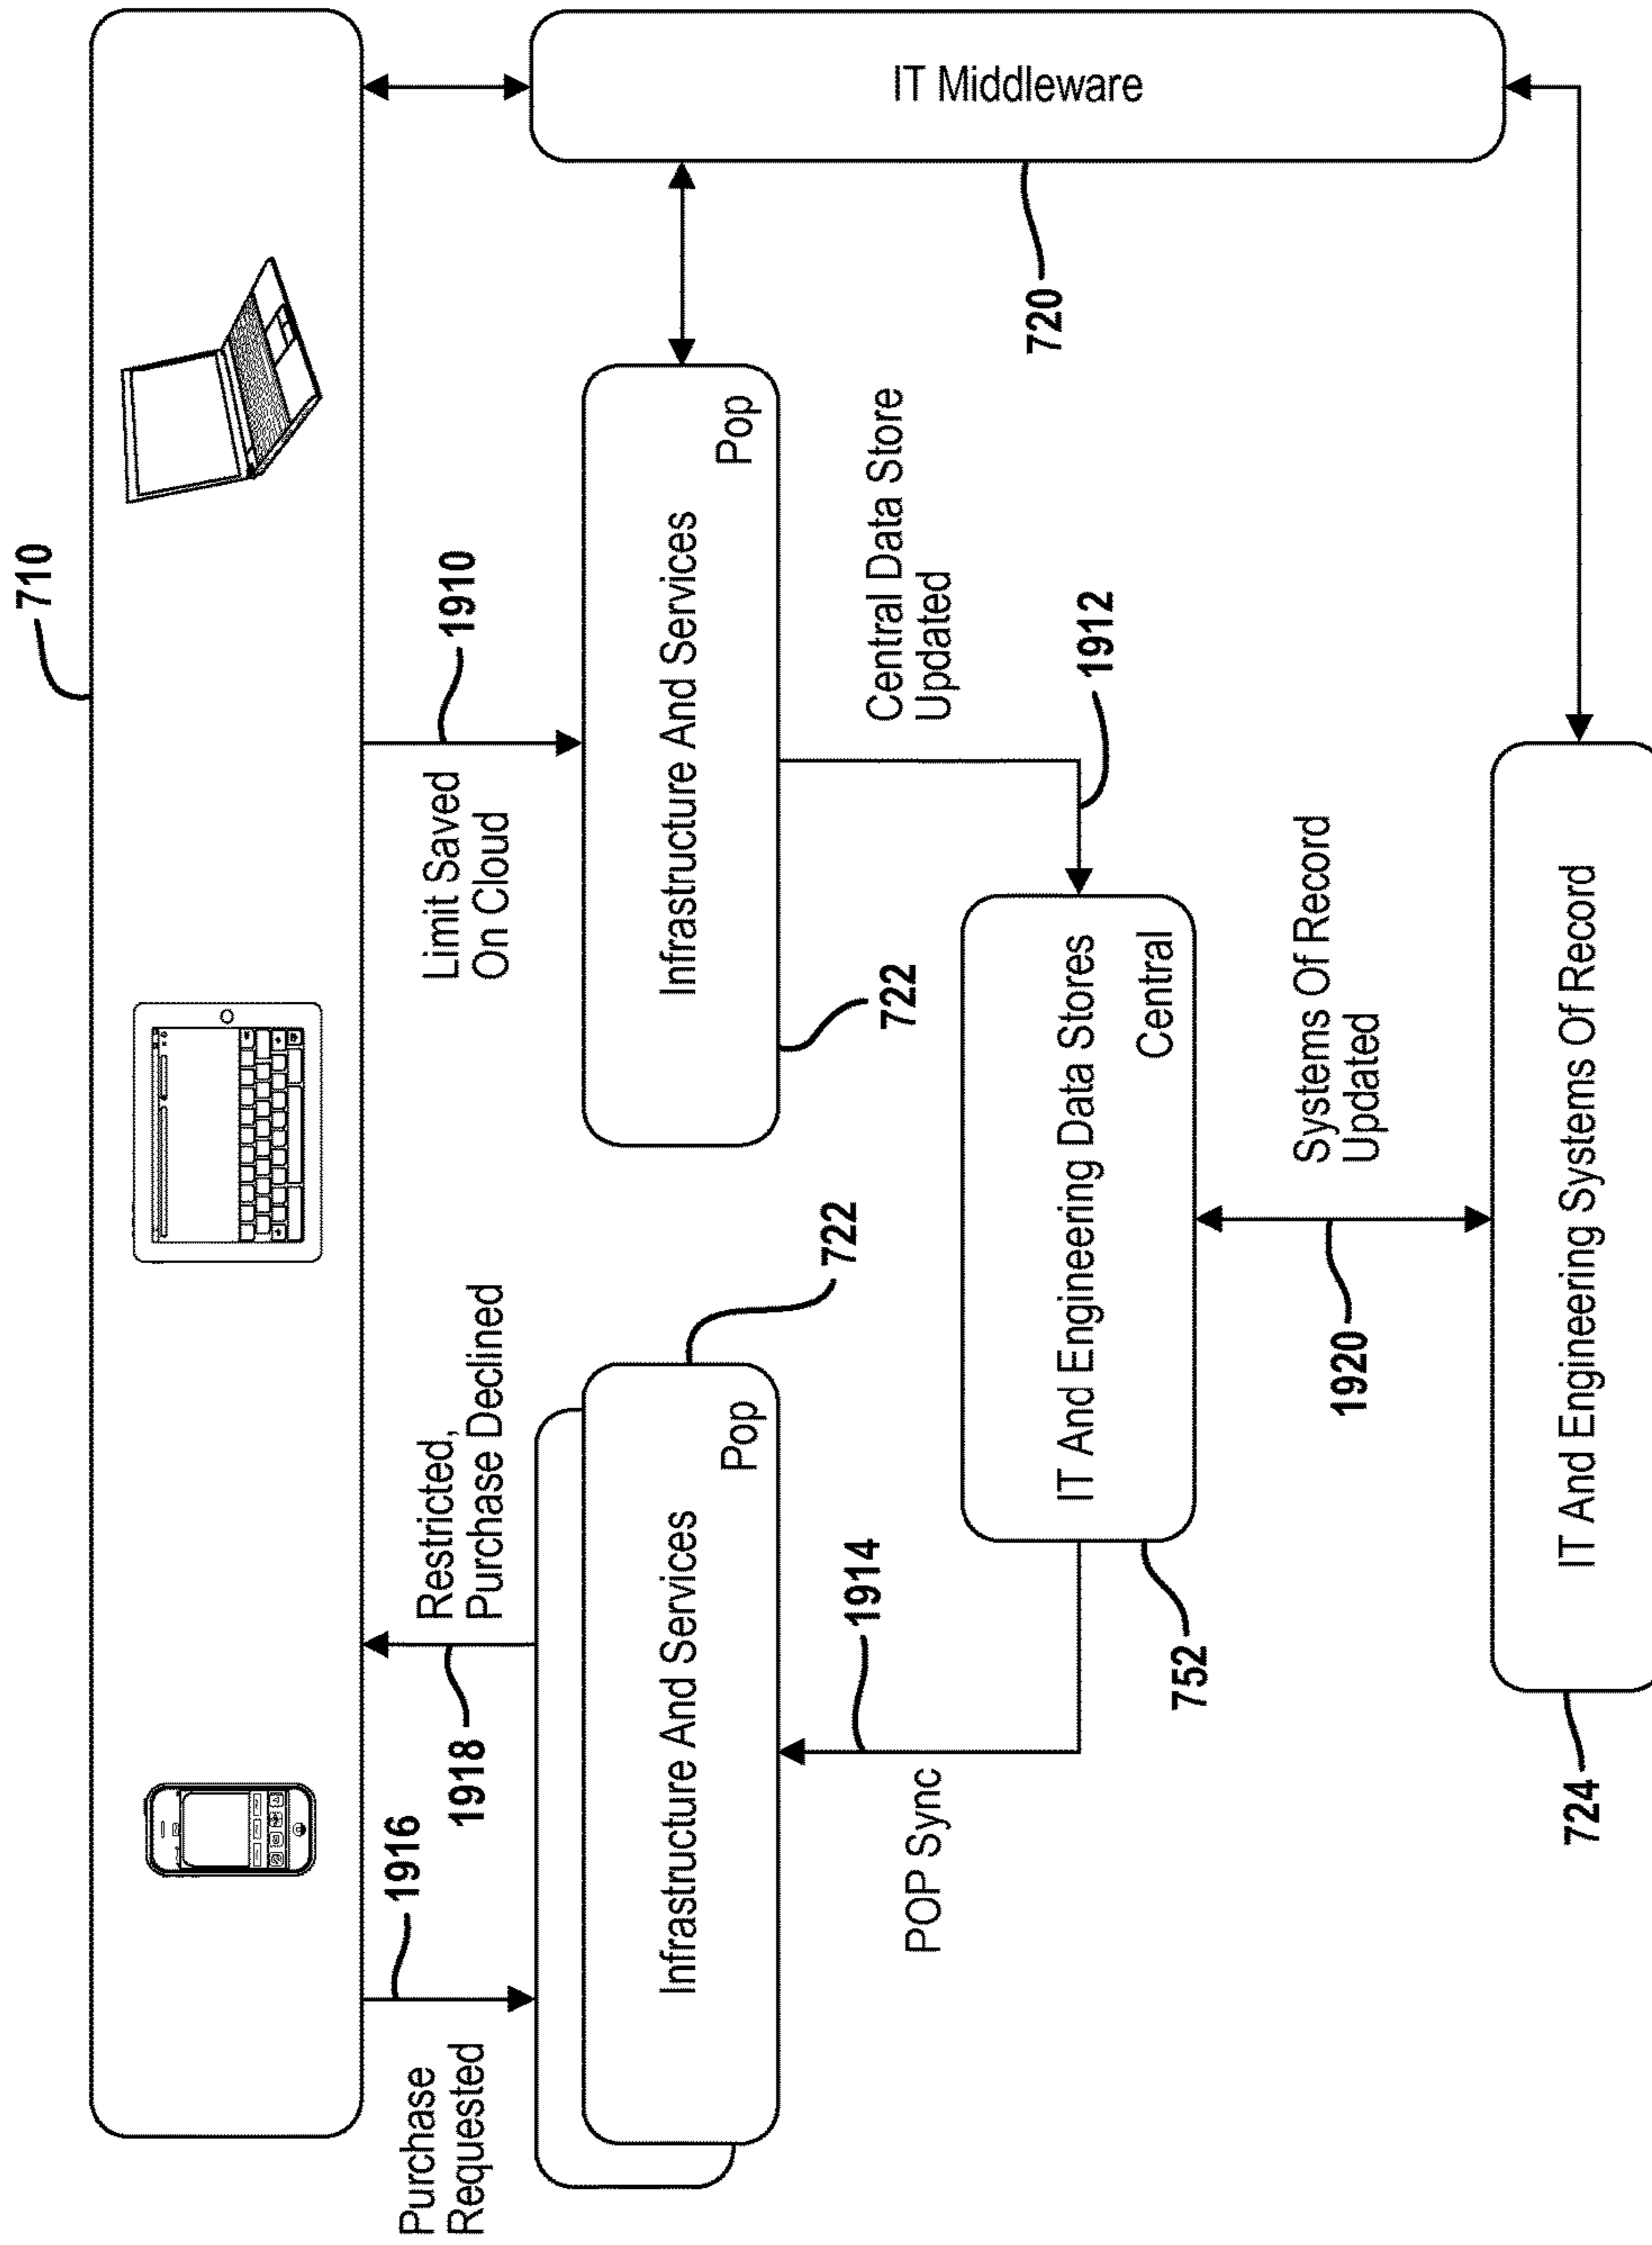 710
Purchase
Requested
1916
1918
Restricted,
Purchase Declined
Limit Saved
On Cloud
1910
Infrastructure And Services
Pop
722
Infrastructure And Services
Pop
722
IT Middleware
720
POP Sync
1914
Central Data Store
Updated
1912
IT And Engineering Data Stores
Central
752
1920
Systems Of Record
Updated
IT And Engineering Systems Of Record
724